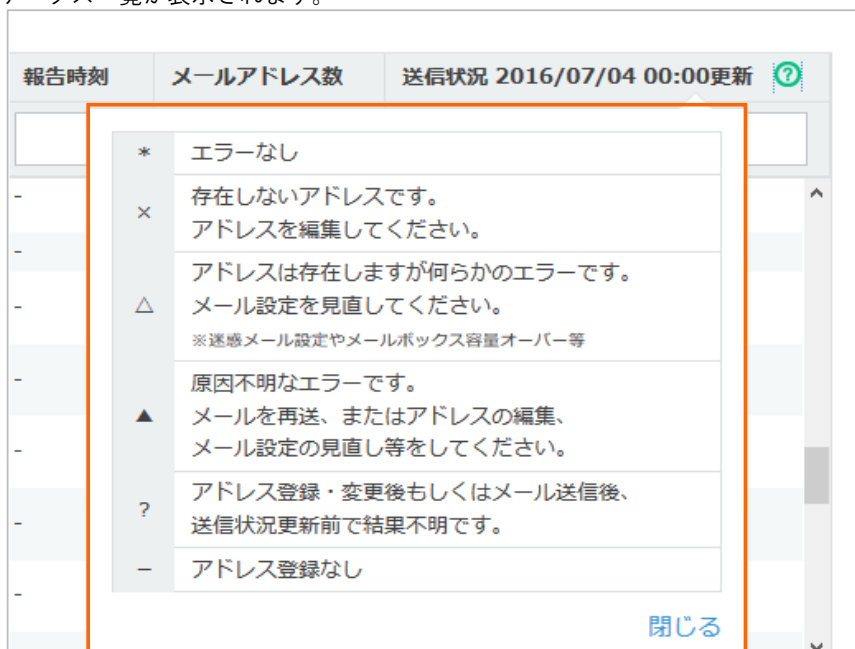 報告時刻 メールアドレス数 送信状況 2016/07/04 00:00更新 ?
* エラーなし
× 存在しないアドレスです。
アドレスを編集してください。
アドレスは存在しますが何らかのエラーです。
△ メール設定を見直してください。
※迷惑メール設定やメールボックス容量オーバー等
原因不明なエラーです。
▲ メールを再送、またはアドレスの編集、
メール設定の見直し等をしてください。
? アドレス登録・変更後もしくはメール送信後、
送信状況更新前で結果不明です。
− アドレス登録なし
-
-
-
-
-
-
-
閉じる